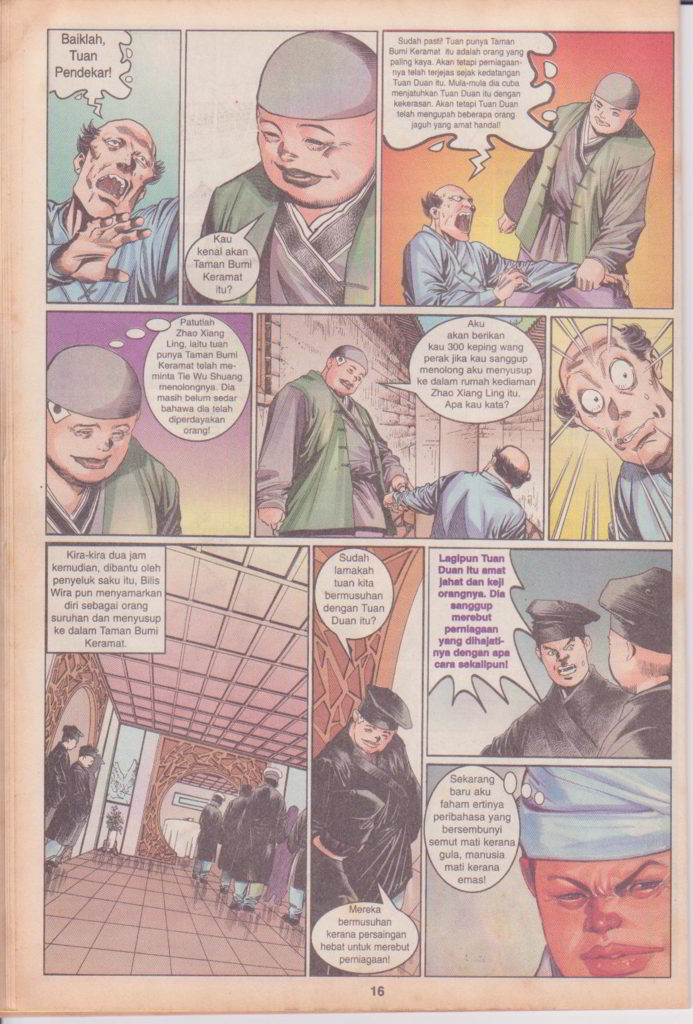 Baiklah,
Tuan
Pendekar!
Kau
kenal akan
Taman Bumi
Keramat
itu?
Sudah pasti! Tuan punya Taman
Bumi Keramat itu adalah orang yang
paling kaya. Akan tetapi perniagaan-
nya telah terjejas sejak kedatangan
Tuan Duan itu. Mula-mula dia cuba
menjatuhkan Tuan Duan itu dengan
kekerasan. Akan tetapi Tuan Duan
telah mengupah beberapa orang
jaguh yang amat handal!
Patutlah
Zhao Xiang
Ling, iaitu tuan
punya Taman Bumi
Keramat telah me-
minta Tie Wu Shuang
menolongnya. Dia
masih belum sedar
bahawa dia telah
diperdayakan
orang!
Aku
akan berikan
kau 300 keping wang
perak jika kau sanggup
menolong aku menyusup
ke dalam rumah kediaman
Zhao Xiang Ling itu.
Apa kau kata?
Kira-kira dua jam
kemudian, dibantu oleh
penyeluk saku itu, Bilis
Wira pun menyamarkan
diri sebagai orang
suruhan dan menyusup
ke dalam Taman Bumi
Keramat.
Sudah
lamakah
tuan kita
bermusuhan
dengan Tuan
Duan itu?
Mereka
bermusuhan
kerana persaingan
hebat untuk merebut
perniagaan!
Lagipun Tuan
Duan itu amat
jahat dan keji
orangnya. Dia
sanggup
merebut
perniagaan
yang dihajati-
nya dengan apa
cara sekalipun!
Sekarang
baru aku
faham ertinya
peribahasa yang
bersembunyi
semut mati kerana
gula, manusia
mati kerana
emas!
16